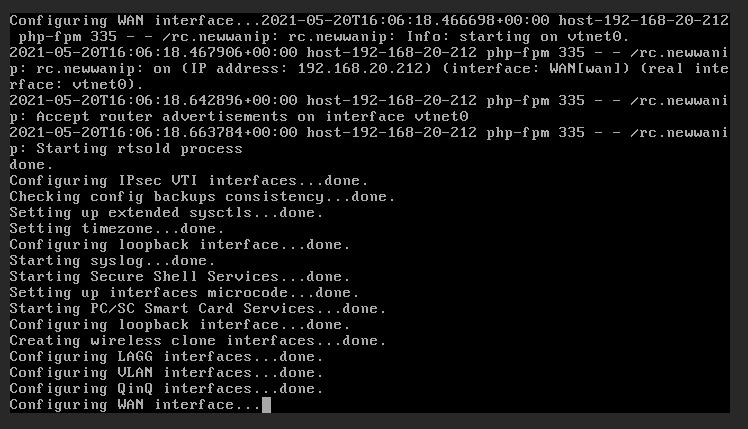 Configuring WAN interface...2021-05-20T16:06:18.466698+00:00 host-192-168-20-212
 php-fpm 335 - - /rc.newwanip: rc.newwanip: Info: starting on vtnet0.
2021-05-20T16:06:18.467906+00:00 host-192-168-20-212 php-fpm 335 - - /rc.newwani
p: rc.newwanip: on (IP address: 192.168.20.212) (interface: WAN[wan]) (real inte
rface: vtnet0).
2021-05-20T16:06:18.642896+00:00 host-192-168-20-212 php-fpm 335 - - /rc.newwani
p: Accept router advertisements on interface vtnet0
2021-05-20T16:06:18.663784+00:00 host-192-168-20-212 php-fpm 335 - - /rc.newwani
p: Starting rtsold process
done.
Configuring IPsec VTI interfaces...done.
Checking config backups consistency...done.
Setting up extended sysctls...done.
Setting timezone...done.
Configuring loopback interface...done.
Starting syslog...done.
Starting Secure Shell Services...done.
Setting up interfaces microcode...done.
Starting PC/SC Smart Card Services...done.
Configuring loopback interface...done.
Creating wireless clone interfaces...done.
Configuring LAGG interfaces...done.
Configuring VLAN interfaces...done.
Configuring QinQ interfaces...done.
Configuring WAN interface...